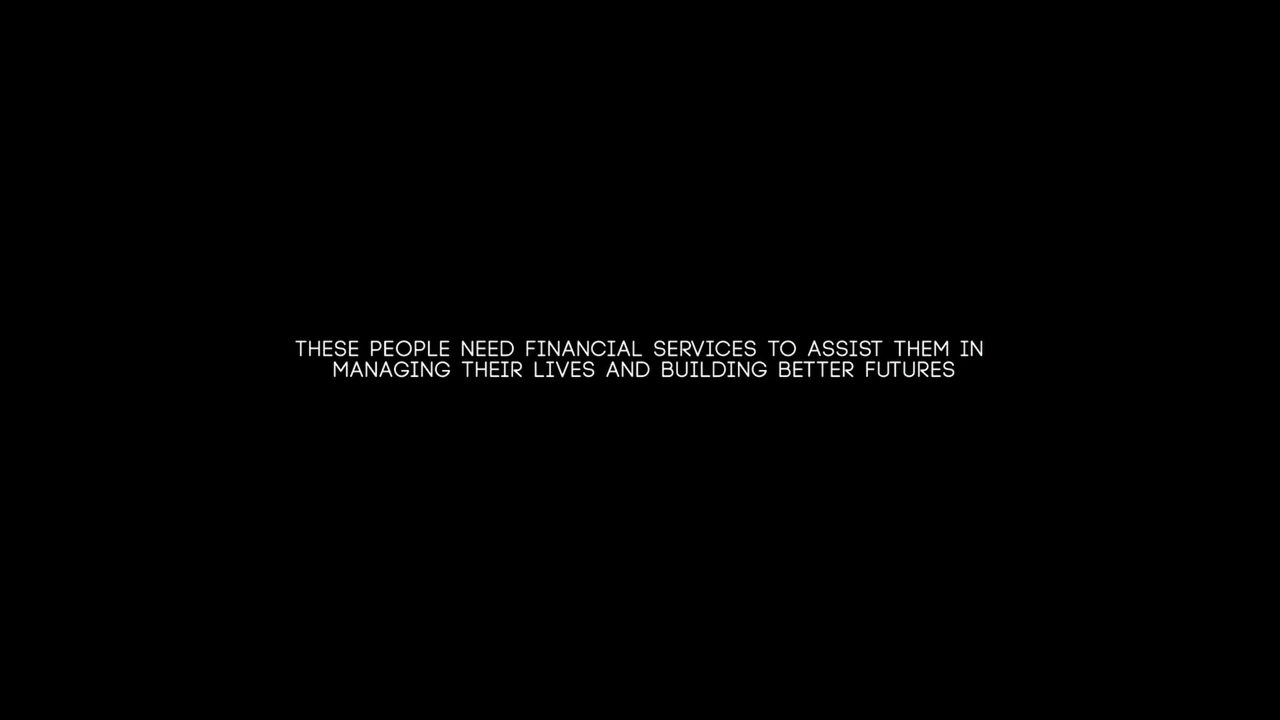 THESE PEOPLE NEED FINANCIAL SERVICES TO ASSIST THEM IN
MANAGING THEIR LIVES AND BUILDING BETTER FUTURES